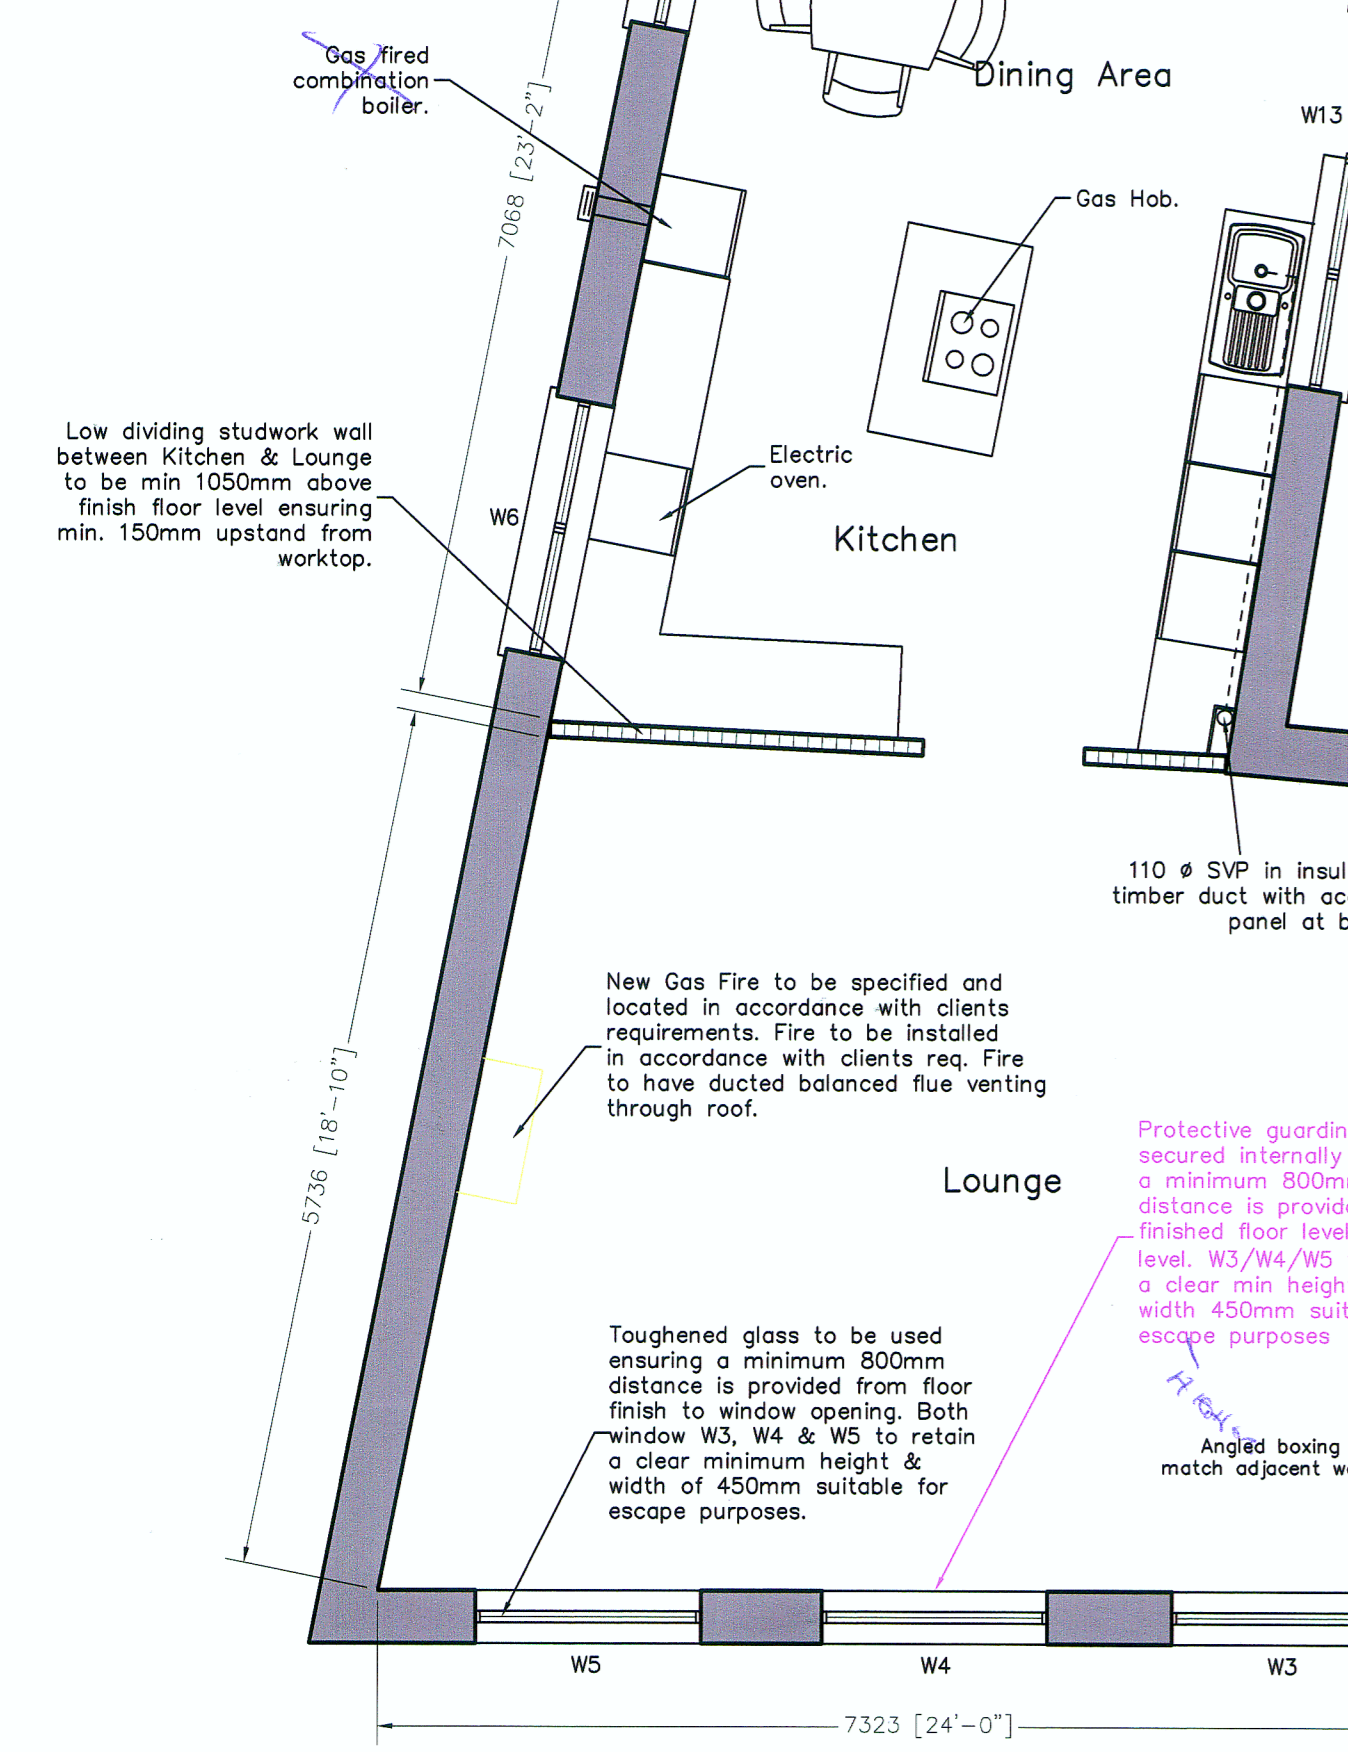 Gas fired
combination
boiler.
7068 [23'-2"]
Dining Area
W13
Gas Hob.
Low dividing studwork wall
between Kitchen & Lounge
to be min 1050mm above
finish floor level ensuring
min. 150mm upstand from
worktop.
W6
Electric
oven.
Kitchen
110 ø SVP in insul
timber duct with ac
panel at b
New Gas Fire to be specified and
located in accordance with clients
requirements. Fire to be installed
in accordance with clients req. Fire
to have ducted balanced flue venting
through roof.
5736 [18'-10"]
Lounge
Protective guardin
secured internally
a minimum 800m
distance is provid
finished floor level
level. W3/W4/W5
a clear min heigh
width 450mm suit
escape purposes
Toughened glass to be used
ensuring a minimum 800mm
distance is provided from floor
finish to window opening. Both
window W3, W4 & W5 to retain
a clear minimum height &
width of 450mm suitable for
escape purposes.
Angled boxing
match adjacent w
W5
W4
W3
7323 [24'-0"]